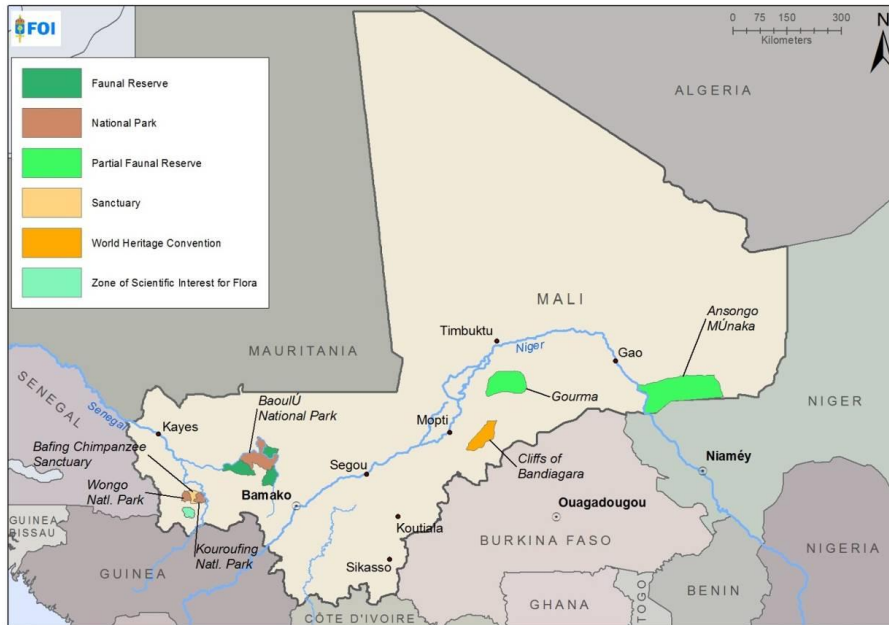 FOI
0 75 150 300
Kilometers
N
Faunal Reserve
National Park
Partial Faunal Reserve
Sanctuary
World Heritage Convention
Zone of Scientific Interest for Flora
ALGERIA
MALI
Ansongo
MÚnaka
Timbuktu
Niger
Gao
MAURITANIA
BaoulÚ
National Park
Gourma
SENEGAL
Senegal
Kayes
Mopti
NIGER
Bafing Chimpanzee
Sanctuary
Segou
Cliffs of
Bandiagara
Niaméy
Wongo
Natl. Park
Bamako
Ouagadougou
Koutiala
GUINEA
BISSAU
Kouroufing
Natl. Park
BURKINA FASO
Sikasso
GUINEA
NIGERIA
BENIN
TOGO
GHANA
CÔTE D'IVOIRE